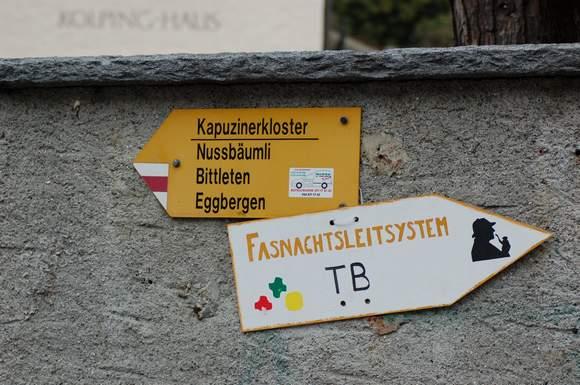 KOLPING-HAUS
Kapuzinerkloster
Nussbäumli
Bittleten
Eggbergen
FASNACHTSLEITSYSTEM
TB